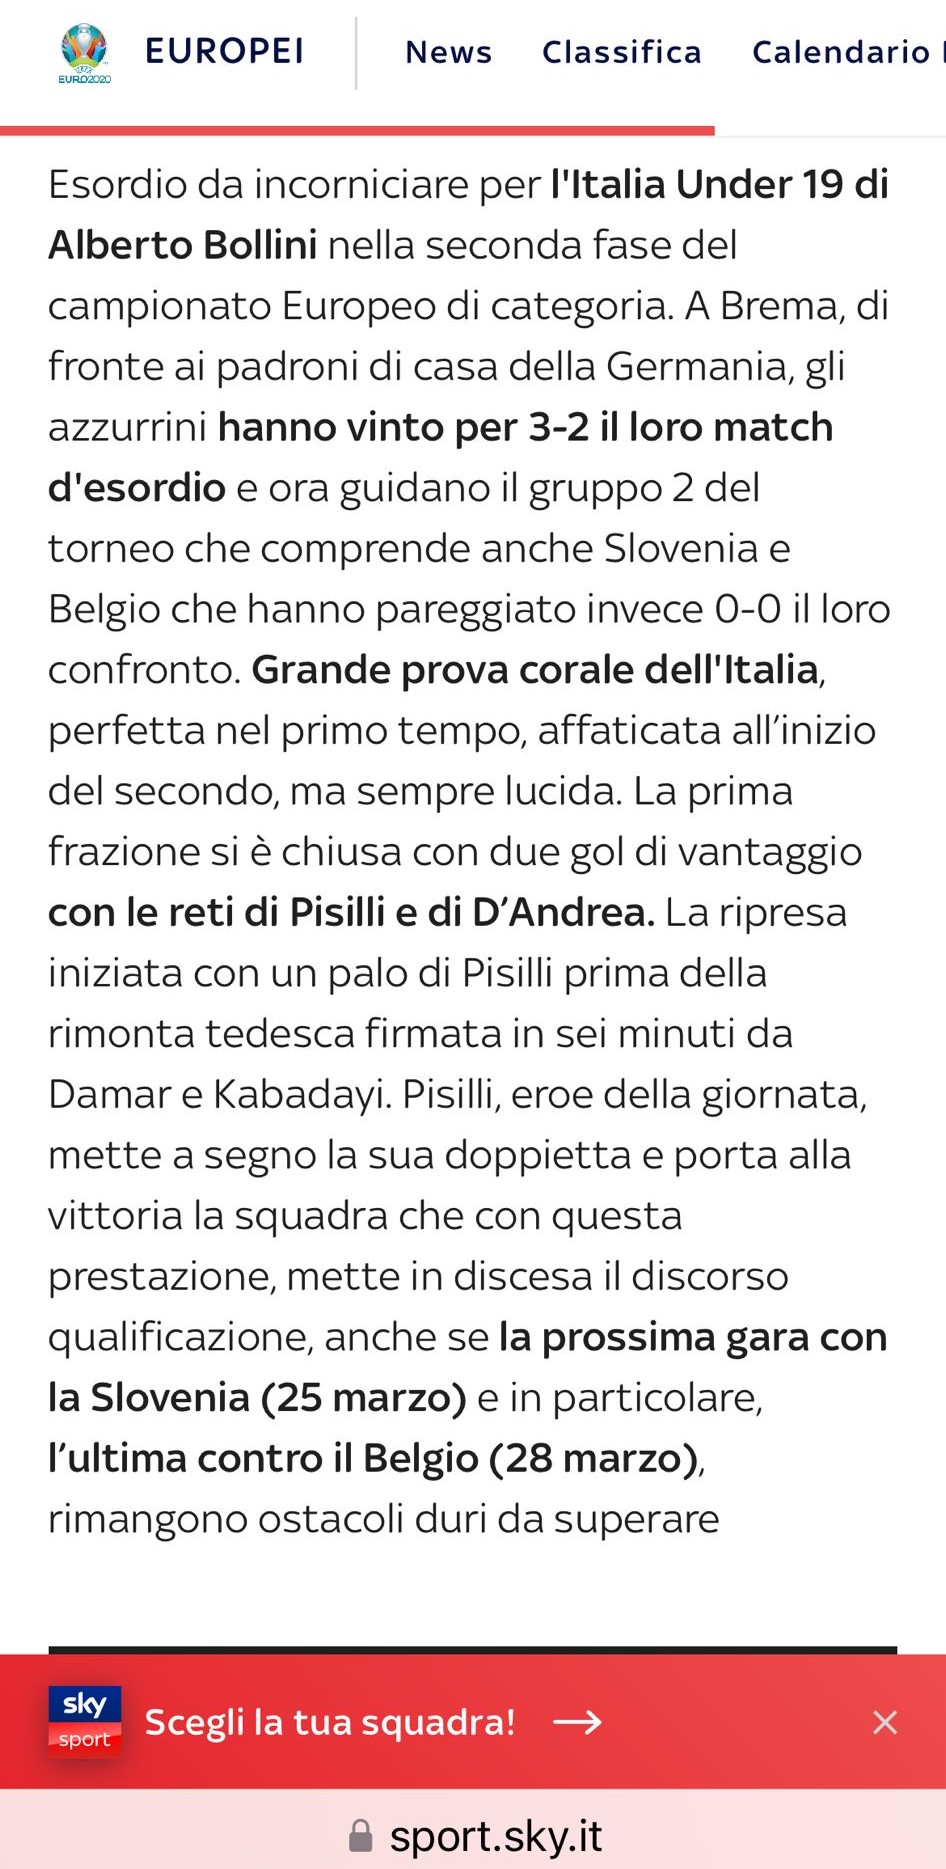 EUROPEI
News
Classifica
Calendario
EURO2020
Esordio da incorniciare per l'Italia Under 19 di
Alberto Bollini nella seconda fase del
campionato Europeo di categoria. A Brema, di
fronte ai padroni di casa della Germania, gli
azzurrini hanno vinto per 3-2 il loro match
d'esordio e ora guidano il gruppo 2 del
torneo che comprende anche Slovenia e
Belgio che hanno pareggiato invece 0-0 il loro
confronto. Grande prova corale dell'Italia,
perfetta nel primo tempo, affaticata all’inizio
del secondo, ma sempre lucida. La prima
frazione si è chiusa con due gol di vantaggio
con le reti di Pisilli e di D’Andrea. La ripresa
iniziata con un palo di Pisilli prima della
rimonta tedesca firmata in sei minuti da
Damar e Kabadayi. Pisilli, eroe della giornata,
mette a segno la sua doppietta e porta alla
vittoria la squadra che con questa
prestazione, mette in discesa il discorso
qualificazione, anche se la prossima gara con
la Slovenia (25 marzo) e in particolare,
l’ultima contro il Belgio (28 marzo),
rimangono ostacoli duri da superare
sky
sport
Scegli la tua squadra!
sport.sky.it